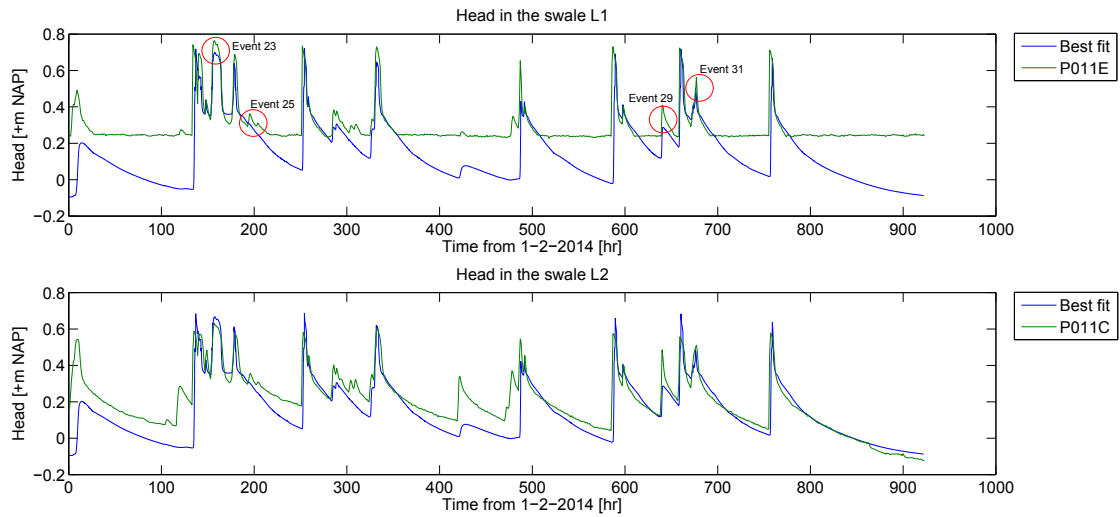 Head in the swale L1
Head [+m NAP]
0.8
0.6
0.4
0.2
0
−0.2
Event 23
Event 25
Event 29
Event 31
Best fit
P011E
0 100 200 300 400 500 600 700 800 900 1000
Time from 1−2−2014 [hr]
Head in the swale L2
Head [+m NAP]
0.8
0.6
0.4
0.2
0
−0.2
Best fit
P011C
0 100 200 300 400 500 600 700 800 900 1000
Time from 1−2−2014 [hr]